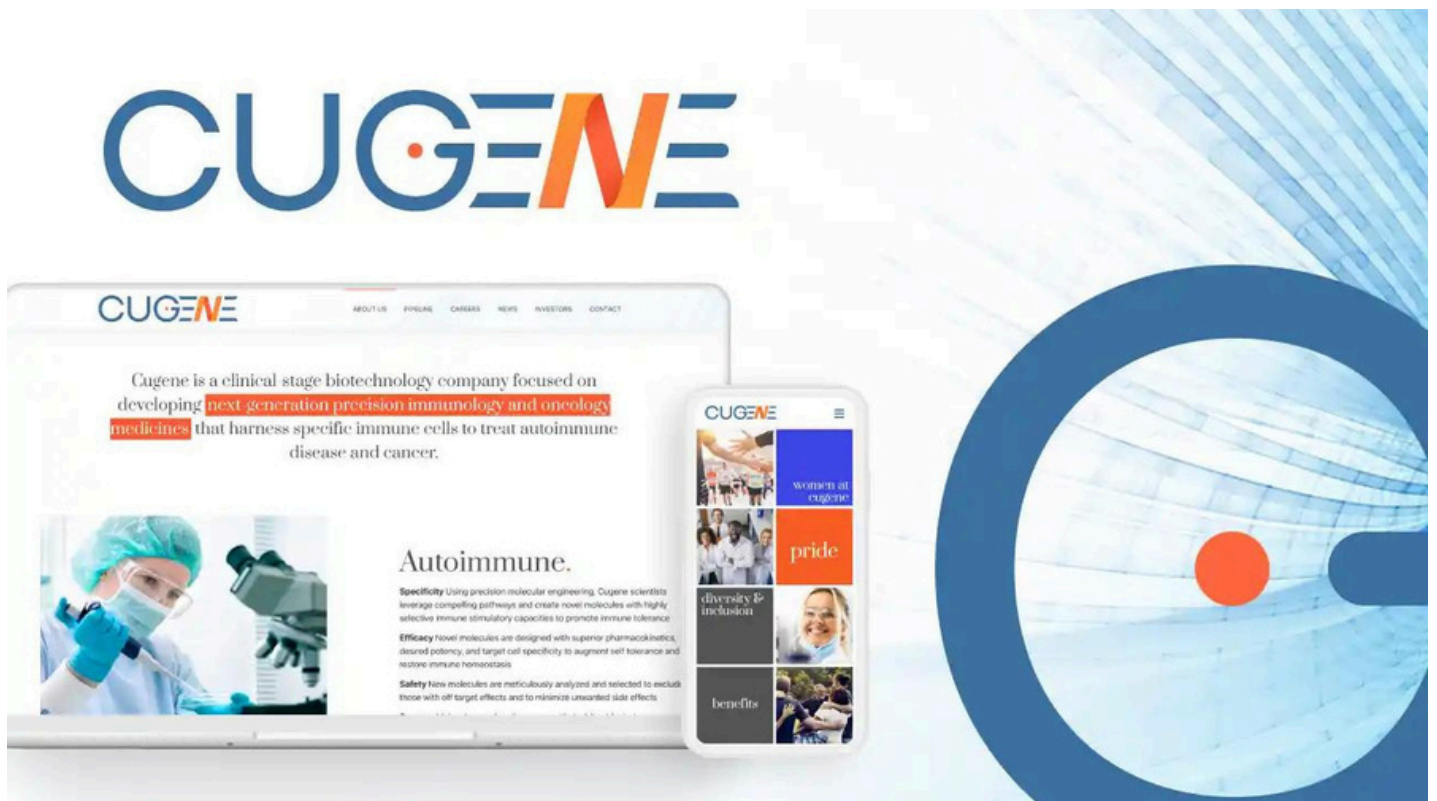 CUGENE
CUGENE
ABOUT US PIPELINE CAREERS NEWS INVESTORS CONTACT
Cugene is a clinical-stage biotechnology company focused on
developing next-generation precision immunology and oncology
medicines that harness specific immune cells to treat autoimmune
disease and cancer.
Autoimmune.
Specificity Using precision molecular engineering, Cugene scientists
leverage compelling pathways and create novel molecules with highly
selective immune stimulatory capacities to promote immune tolerance
Efficacy Novel molecules are designed with superior pharmacokinetics,
desired potency, and target cell specificity to augment self tolerance and
restore immune homeostasis
Safety New molecules are meticulously analyzed and selected to exclude
those with off target effects and to minimize unwanted side effects
CUGENE
women at
cugene
pride
diversity &
inclusion
benefits